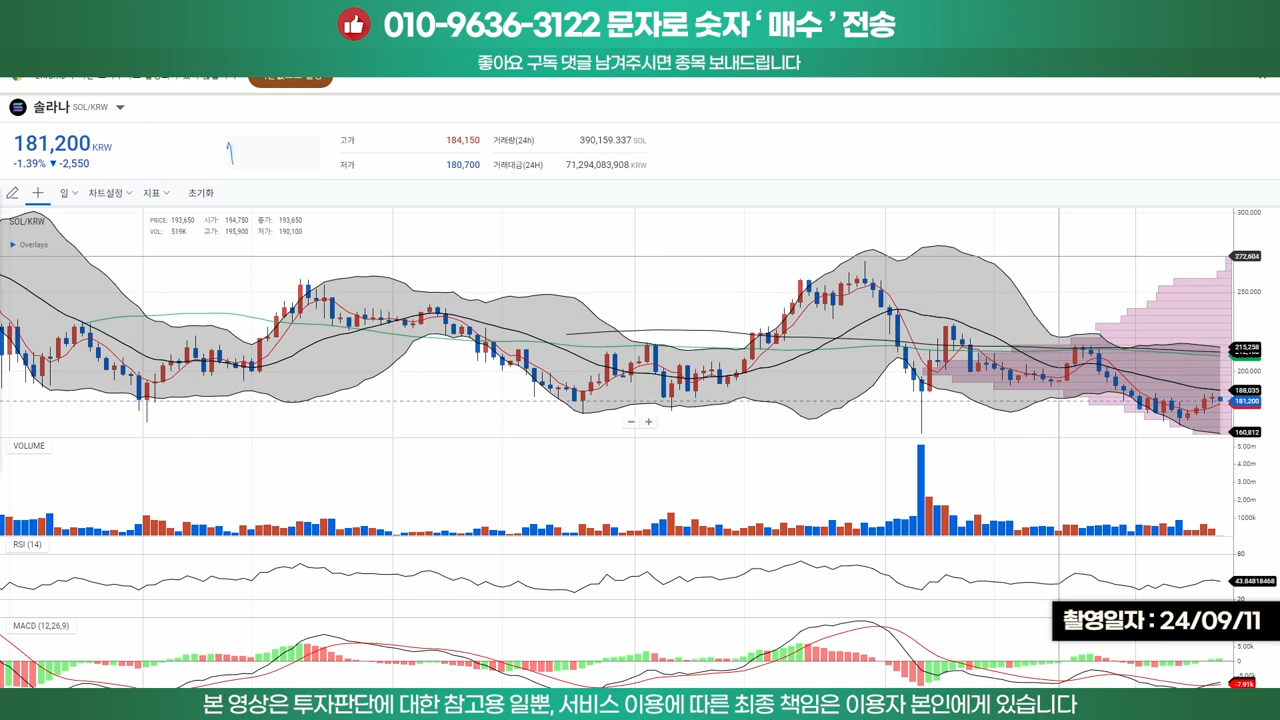 010-9636-3122 문자로 숫자 ‘ 매수 ’ 전송
좋아요 구독 댓글 남겨주시면 종목 보내드립니다
솔라나 SOL/KRW
181,200 KRW
-1.39% ▼ -2,550
고가 184,150 거래량(24h) 390,159.337 SOL
저가 180,700 거래대금(24H) 71,294,083,908 KRW
일 차트설정 지표 초기화
SOL/KRW
PRICE: 193,650 시가: 194,750 종가: 193,650
VOL: 519K 고가: 195,900 저가: 190,100
Overlays
300,000
272,604
250,000
215,258
200,000
188,035
181,200
160,812
VOLUME
5.00m
4.00m
3.00m
2.00m
1000k
RSI (14)
80
43.84818468
20
촬영일자 : 24/09/11
MACD (12,26,9)
5.00k
0
-7.91k
본 영상은 투자판단에 대한 참고용 일뿐, 서비스 이용에 따른 최종 책임은 이용자 본인에게 있습니다